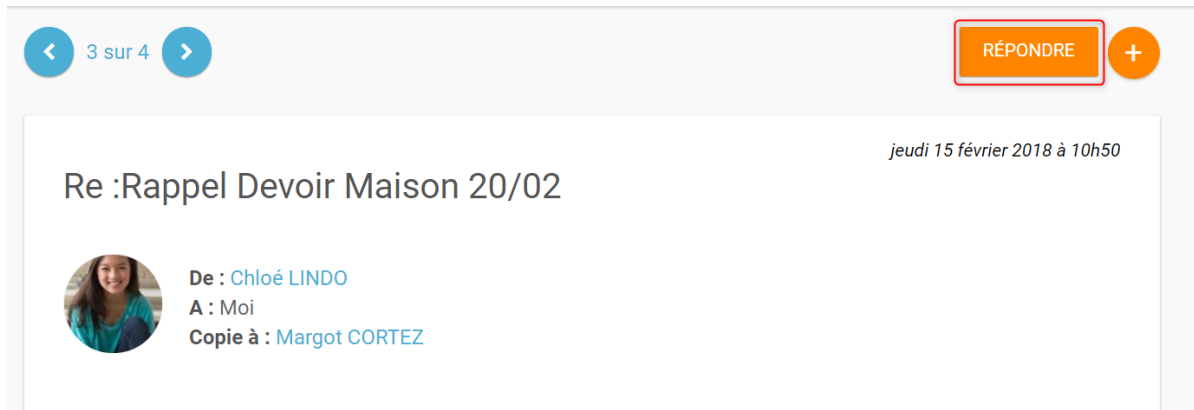 3 sur 4
RÉPONDRE
+
jeudi 15 février 2018 à 10h50
Re :Rappel Devoir Maison 20/02
De : Chloé LINDO
A : Moi
Copie à : Margot CORTEZ